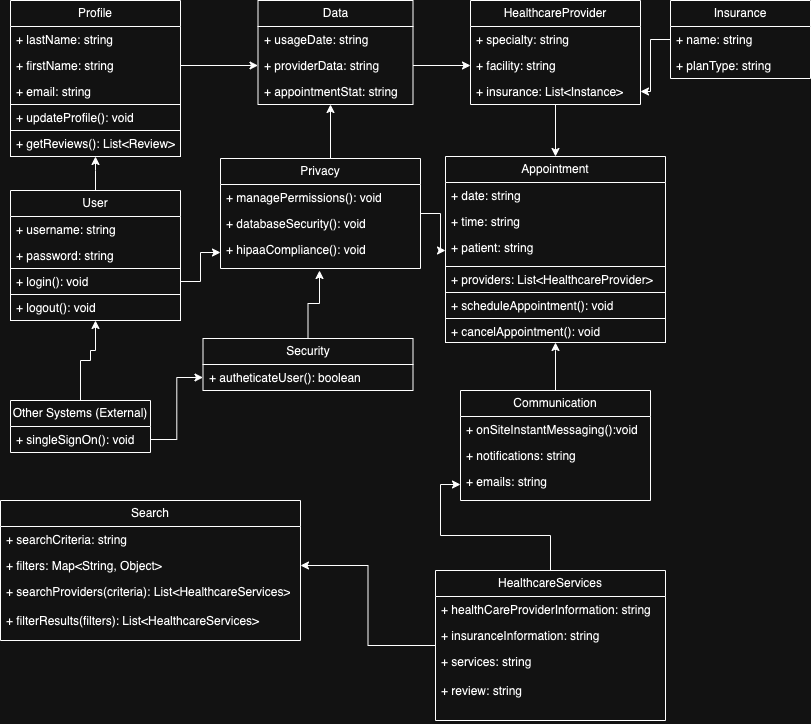 Profile
+ lastName: string
+ firstName: string
+ email: string
+ updateProfile(): void
+ getReviews(): List<Review>
Data
+ usageDate: string
+ providerData: string
+ appointmentStat: string
HealthcareProvider
+ specialty: string
+ facility: string
+ insurance: List<Instance>
Insurance
+ name: string
+ planType: string
User
+ username: string
+ password: string
+ login(): void
+ logout(): void
Privacy
+ managePermissions(): void
+ databaseSecurity(): void
+ hipaaCompliance(): void
Appointment
+ date: string
+ time: string
+ patient: string
+ providers: List<HealthcareProvider>
+ scheduleAppointment(): void
+ cancelAppointment(): void
Security
+ autheticateUser(): boolean
Other Systems (External)
+ singleSignOn(): void
Communication
+ onSiteInstantMessaging():void
+ notifications: string
+ emails: string
Search
+ searchCriteria: string
+ filters: Map<String, Object>
+ searchProviders(criteria): List<HealthcareServices>
+ filterResults(filters): List<HealthcareServices>
HealthcareServices
+ healthCareProviderInformation: string
+ insuranceInformation: string
+ services: string
+ review: string